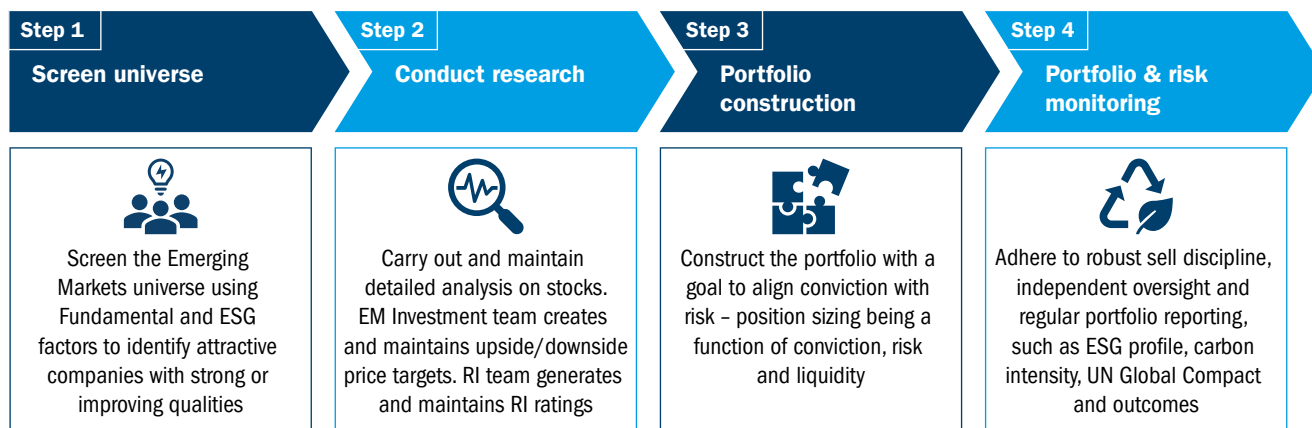 Step 1
Screen universe
Step 2
Conduct research
Step 3
Portfolio
construction
Step 4
Portfolio & risk
monitoring
Screen the Emerging
Markets universe using
Fundamental and ESG
factors to identify attractive
companies with strong or
improving qualities
Carry out and maintain
detailed analysis on stocks.
EM Investment team creates
and maintains upside/downside
price targets. RI team generates
and maintains RI ratings
Construct the portfolio with a
goal to align conviction with
risk – position sizing being a
function of conviction, risk
and liquidity
Adhere to robust sell discipline,
independent oversight and
regular portfolio reporting,
such as ESG profile, carbon
intensity, UN Global Compact
and outcomes